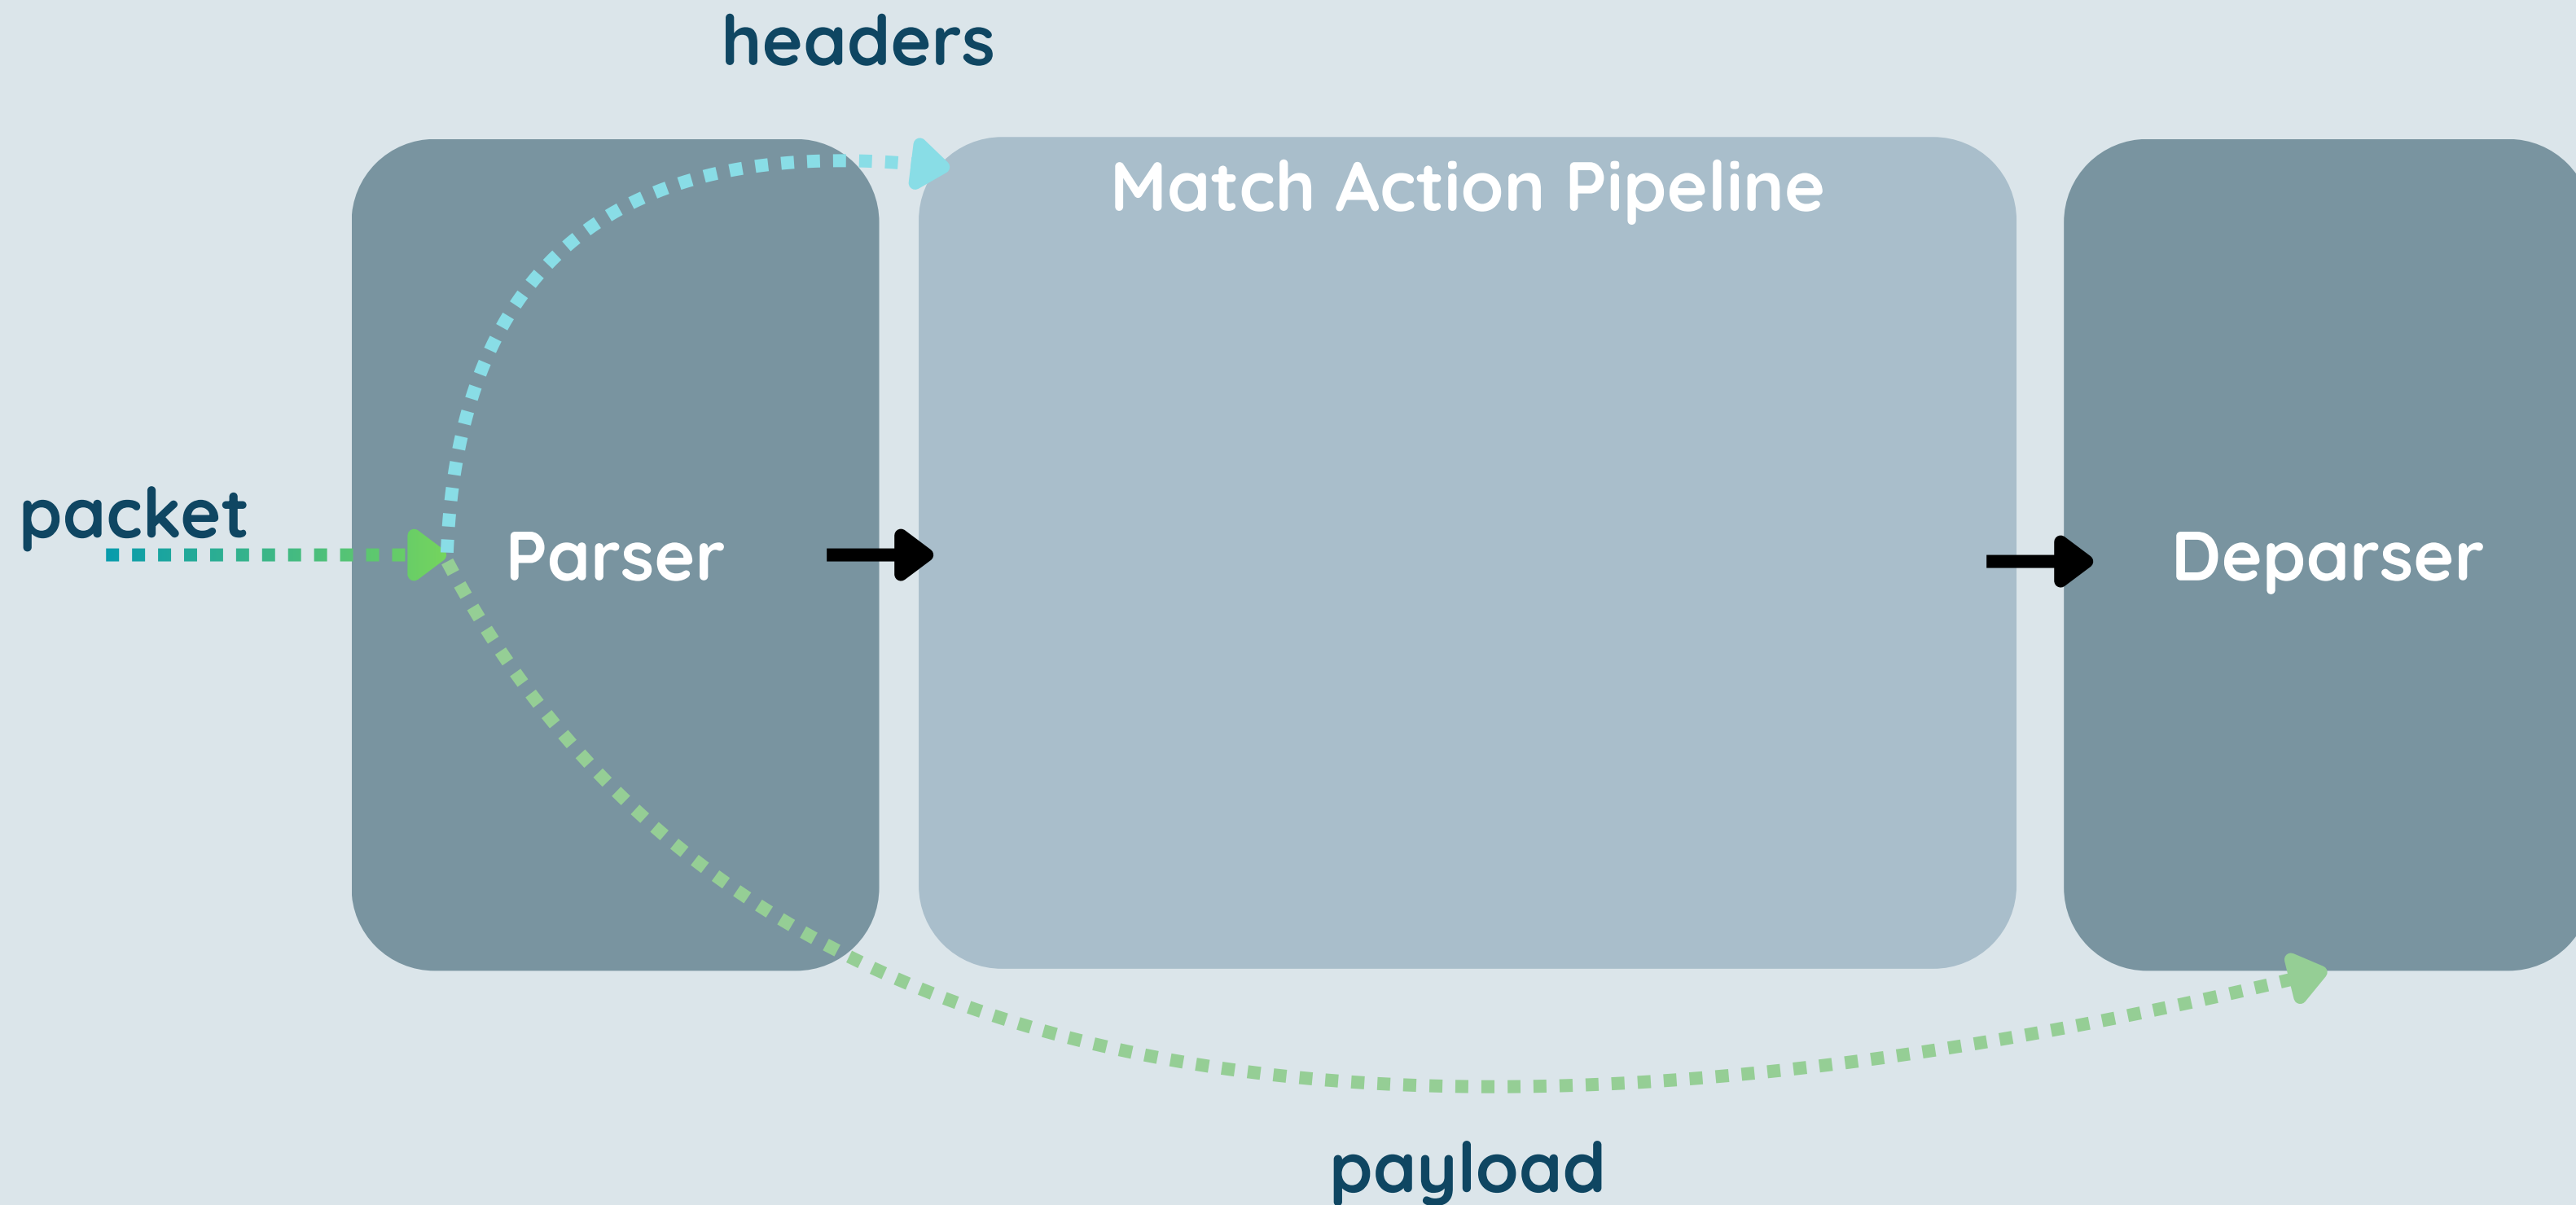 headers
Match Action Pipeline
packet
Parser
Deparser
payload